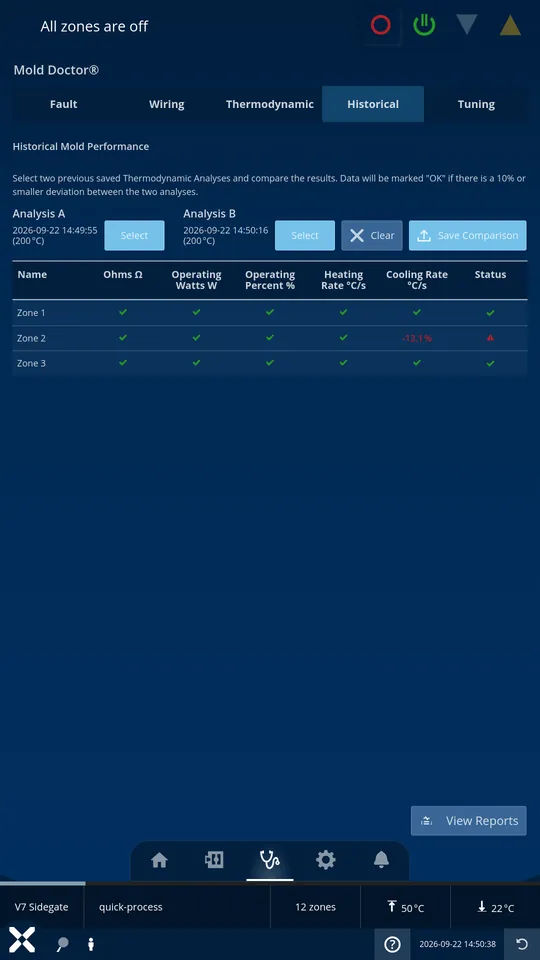 All zones are off
Mold Doctor®
Fault Wiring Thermodynamic Historical Tuning
Historical Mold Performance
Select two previous saved Thermodynamic Analyses and compare the results. Data will be marked "OK" if there is a 10% or
smaller deviation between the two analyses.
Analysis A
2026-09-22 14:49:55
(200°C)
Select
Analysis B
2026-09-22 14:50:16
(200°C)
Select
Clear
Save Comparison
Name Ohms Ω Operating Watts W Operating Percent % Heating Rate °C/s Cooling Rate °C/s Status
Zone 1
Zone 2 -13.1%
Zone 3
View Reports
V7 Sidegate quick-process 12 zones 50°C 22°C
2026-09-22 14:50:38